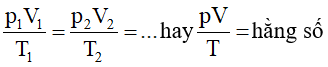 p₁V₁/T₁ = p₂V₂/T₂ = ... hay pV/T = hằng số